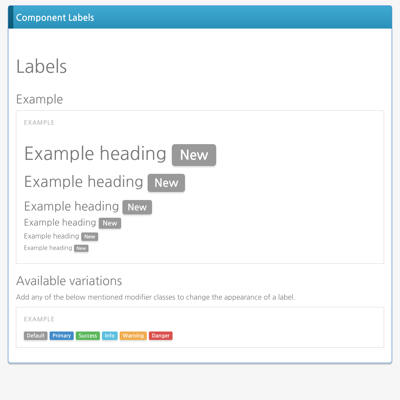 Component Labels
Labels
Example
EXAMPLE
Example heading New
Example heading New
Example heading New
Example heading New
Example heading New
Example heading New
Available variations
Add any of the below mentioned modifier classes to change the appearance of a label.
EXAMPLE
Default Primary Success Info Warning Danger